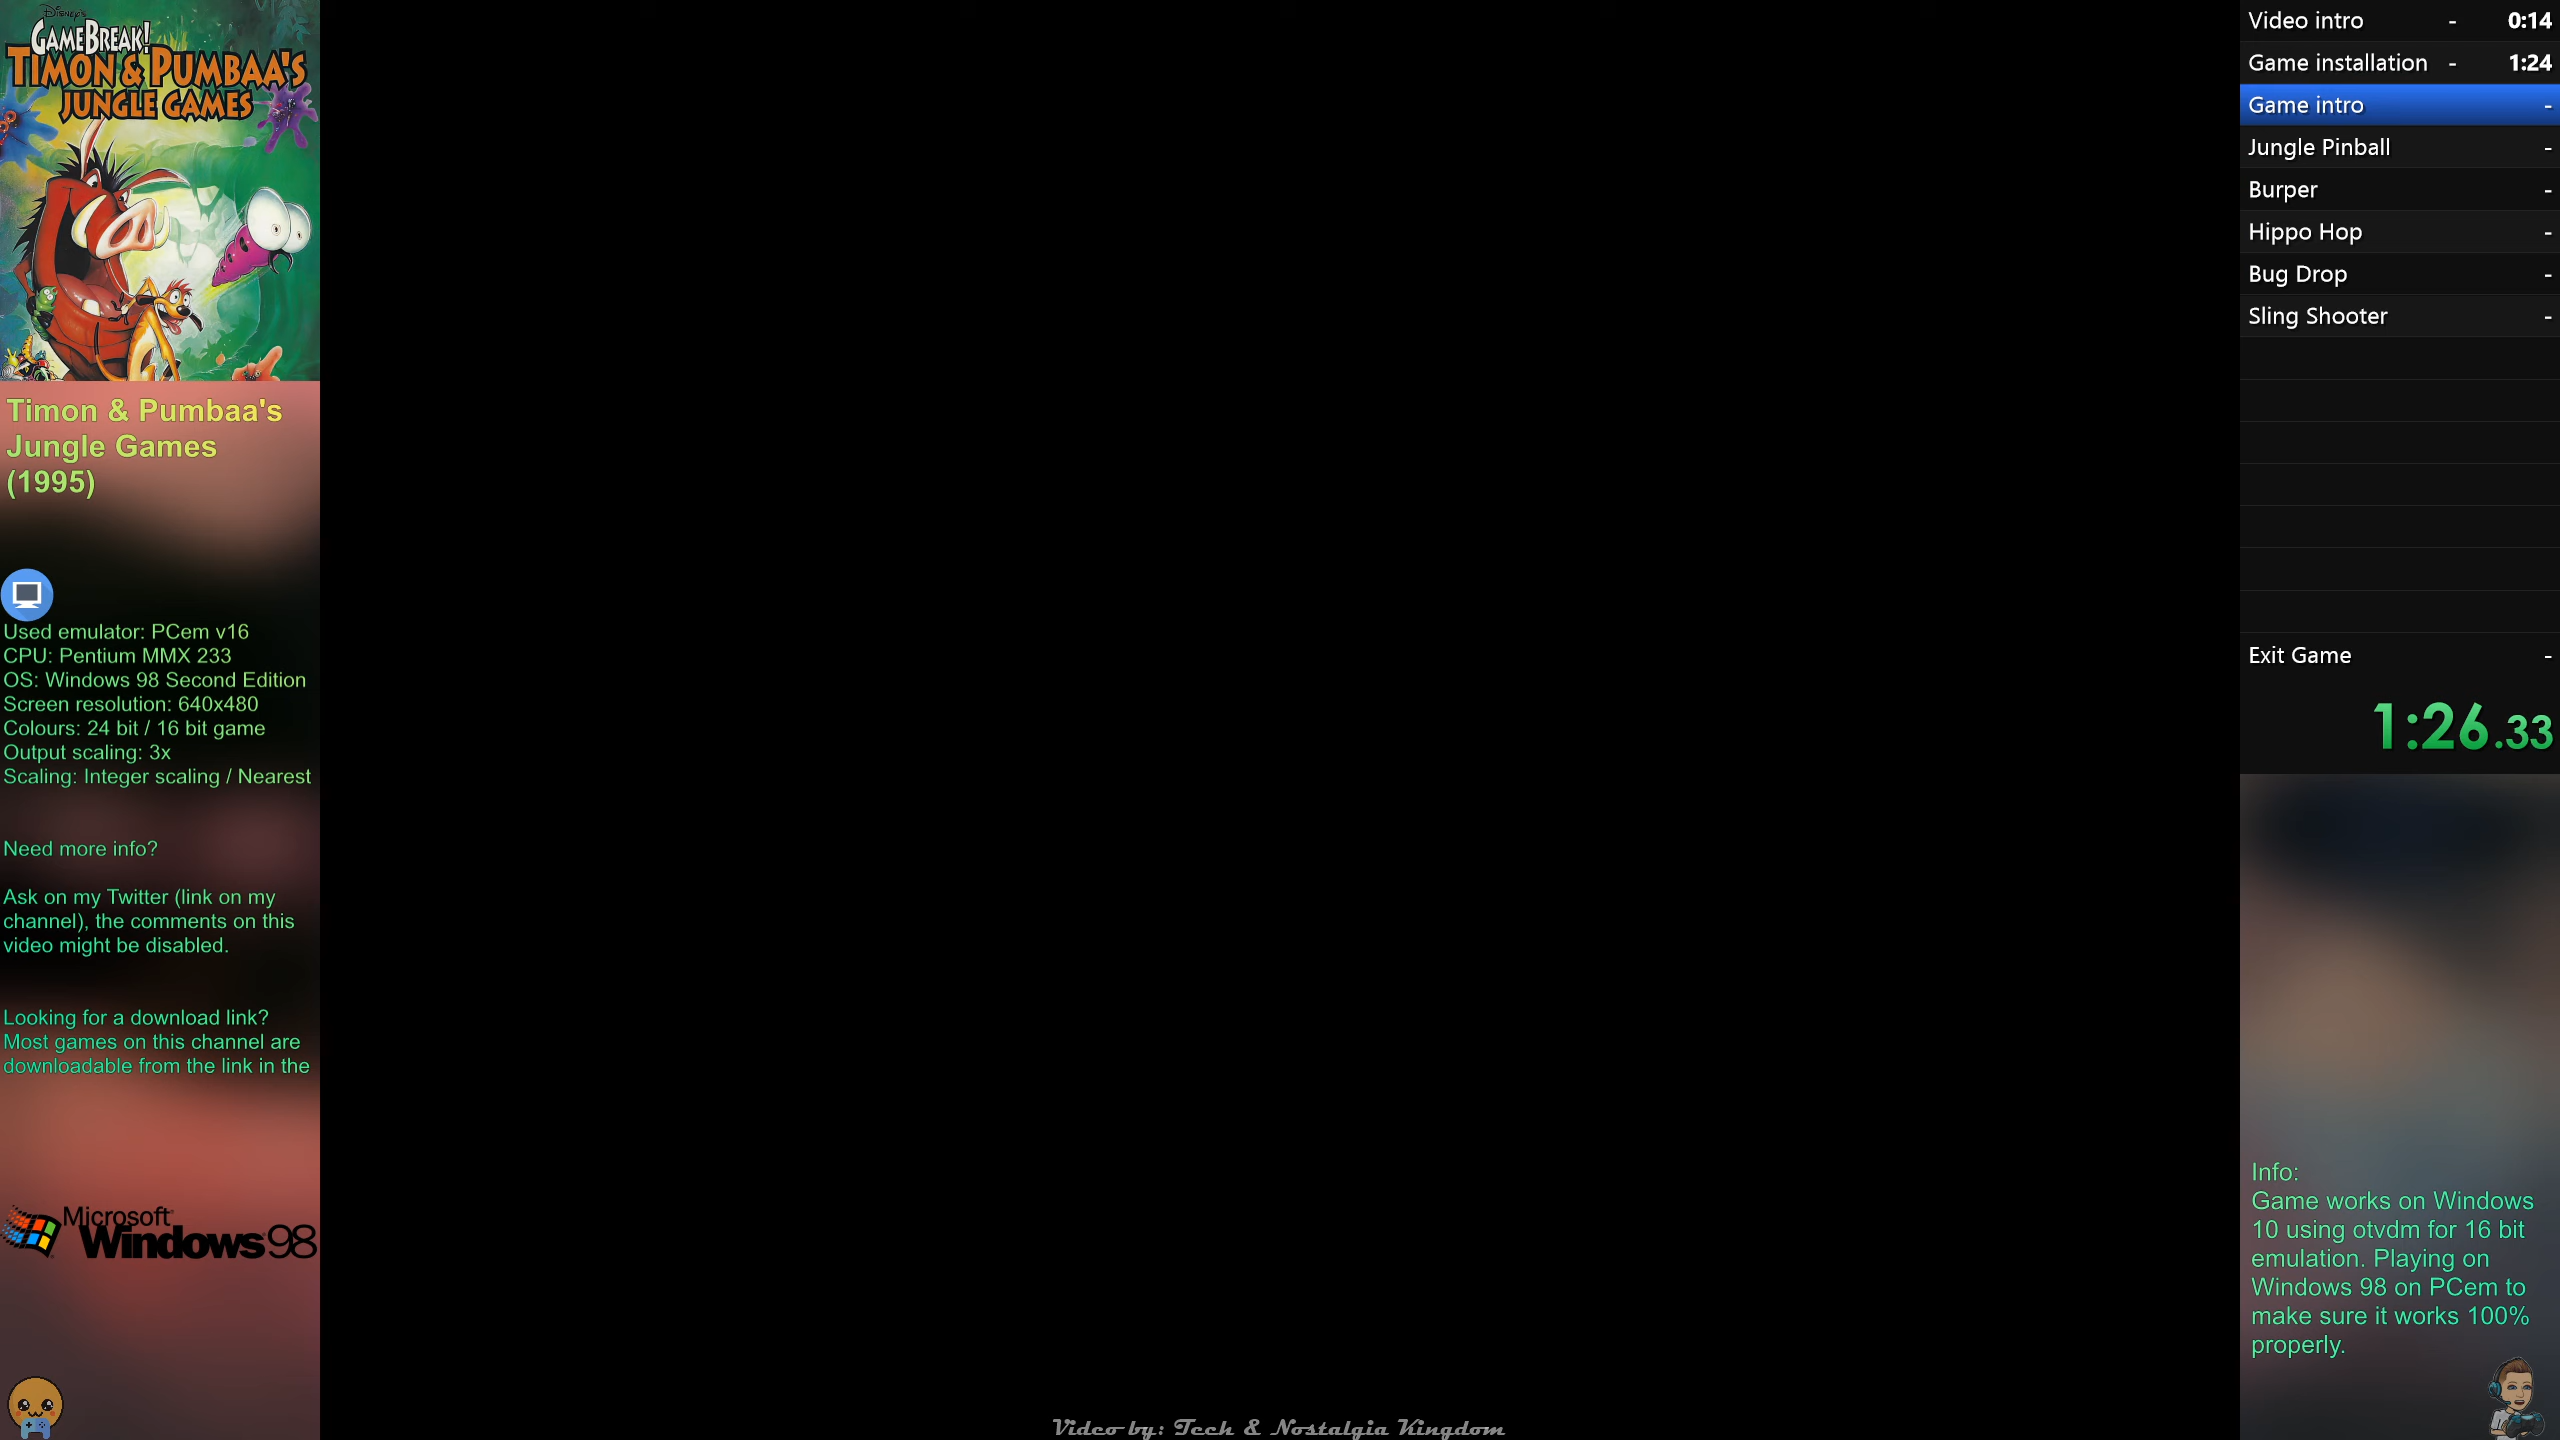 Disney's
GAMEBREAK!
TIMON & PUMBAA'S
JUNGLE GAMES
Timon & Pumbaa's
Jungle Games
(1995)
Used emulator: PCem v16
CPU: Pentium MMX 233
OS: Windows 98 Second Edition
Screen resolution: 640x480
Colours: 24 bit / 16 bit game
Output scaling: 3x
Scaling: Integer scaling / Nearest
Need more info?
Ask on my Twitter (link on my
channel), the comments on this
video might be disabled.
Looking for a download link?
Most games on this channel are
downloadable from the link in the
Microsoft
Windows 98
Video by: Tech & Nostalgia Kingdom
Video intro - 0:14
Game installation - 1:24
Game intro -
Jungle Pinball -
Burper -
Hippo Hop -
Bug Drop -
Sling Shooter -
Exit Game -
1:26.33
Info:
Game works on Windows
10 using otvdm for 16 bit
emulation. Playing on
Windows 98 on PCem to
make sure it works 100%
properly.